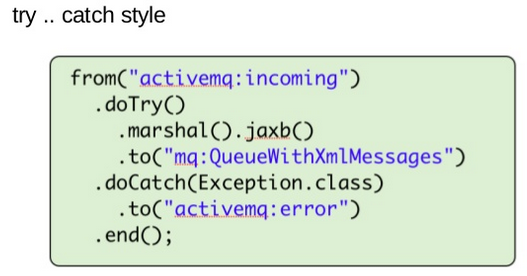 try .. catch style
from("activemq:incoming")
.doTry()
.marshal().jaxb()
.to("mq:QueueWithXmlMessages")
.doCatch(Exception.class)
.to("activemq:error")
.end();